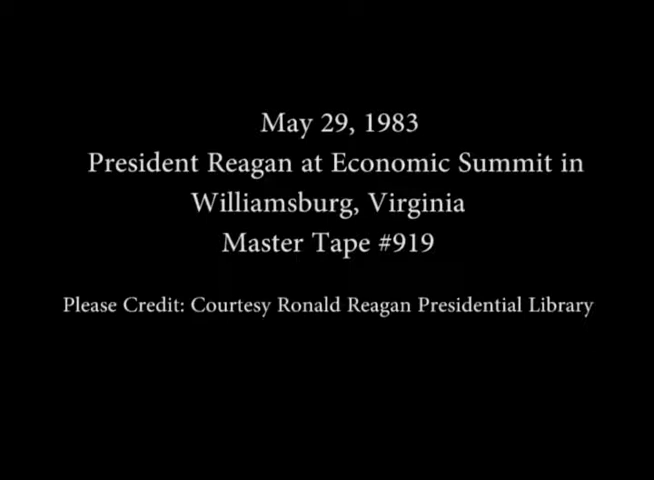 May 29, 1983
President Reagan at Economic Summit in
Williamsburg, Virginia
Master Tape #919
Please Credit: Courtesy Ronald Reagan Presidential Library